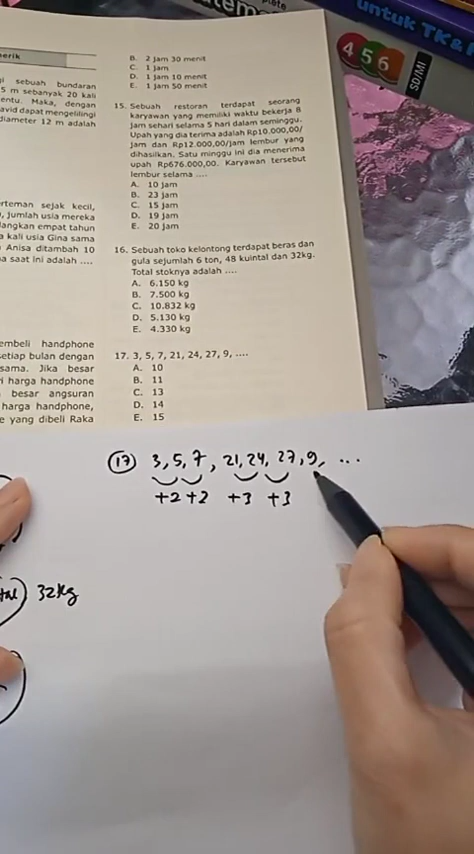 untuk TK&
4 5 6
SD/MI
erik
sebuah bundaran
5 m sebanyak 20 kali
entu. Maka, dengan
avid dapat mengelilingi
diameter 12 m adalah
rteman sejak kecil,
, jumlah usia mereka
langkan empat tahun
a kali usia Gina sama
Anisa ditambah 10
a saat ini adalah ....
embeli handphone
setiap bulan dengan
sama. Jika besar
i harga handphone
besar angsuran
harga handphone,
e yang dibeli Raka
B. 2 jam 30 menit
C. 1 jam
D. 1 jam 10 menit
E. 1 jam 50 menit
15. Sebuah restoran terdapat seorang
karyawan yang memiliki waktu bekerja 8
jam sehari selama 5 hari dalam seminggu.
Upah yang dia terima adalah Rp10.000,00/
jam dan Rp12.000,00/jam lembur yang
dihasilkan. Satu minggu ini dia menerima
upah Rp676.000,00. Karyawan tersebut
lembur selama ....
A. 10 jam
B. 23 jam
C. 15 jam
D. 19 jam
E. 20 jam
16. Sebuah toko kelontong terdapat beras dan
gula sejumlah 6 ton, 48 kuintal dan 32kg.
Total stoknya adalah ....
A. 6.150 kg
B. 7.500 kg
C. 10.832 kg
D. 5.130 kg
E. 4.330 kg
17. 3, 5, 7, 21, 24, 27, 9, ....
A. 10
B. 11
C. 13
D. 14
E. 15
17 3, 5, 7, 21, 24, 27, 9, ...
+2 +2 +3 +3
32kg